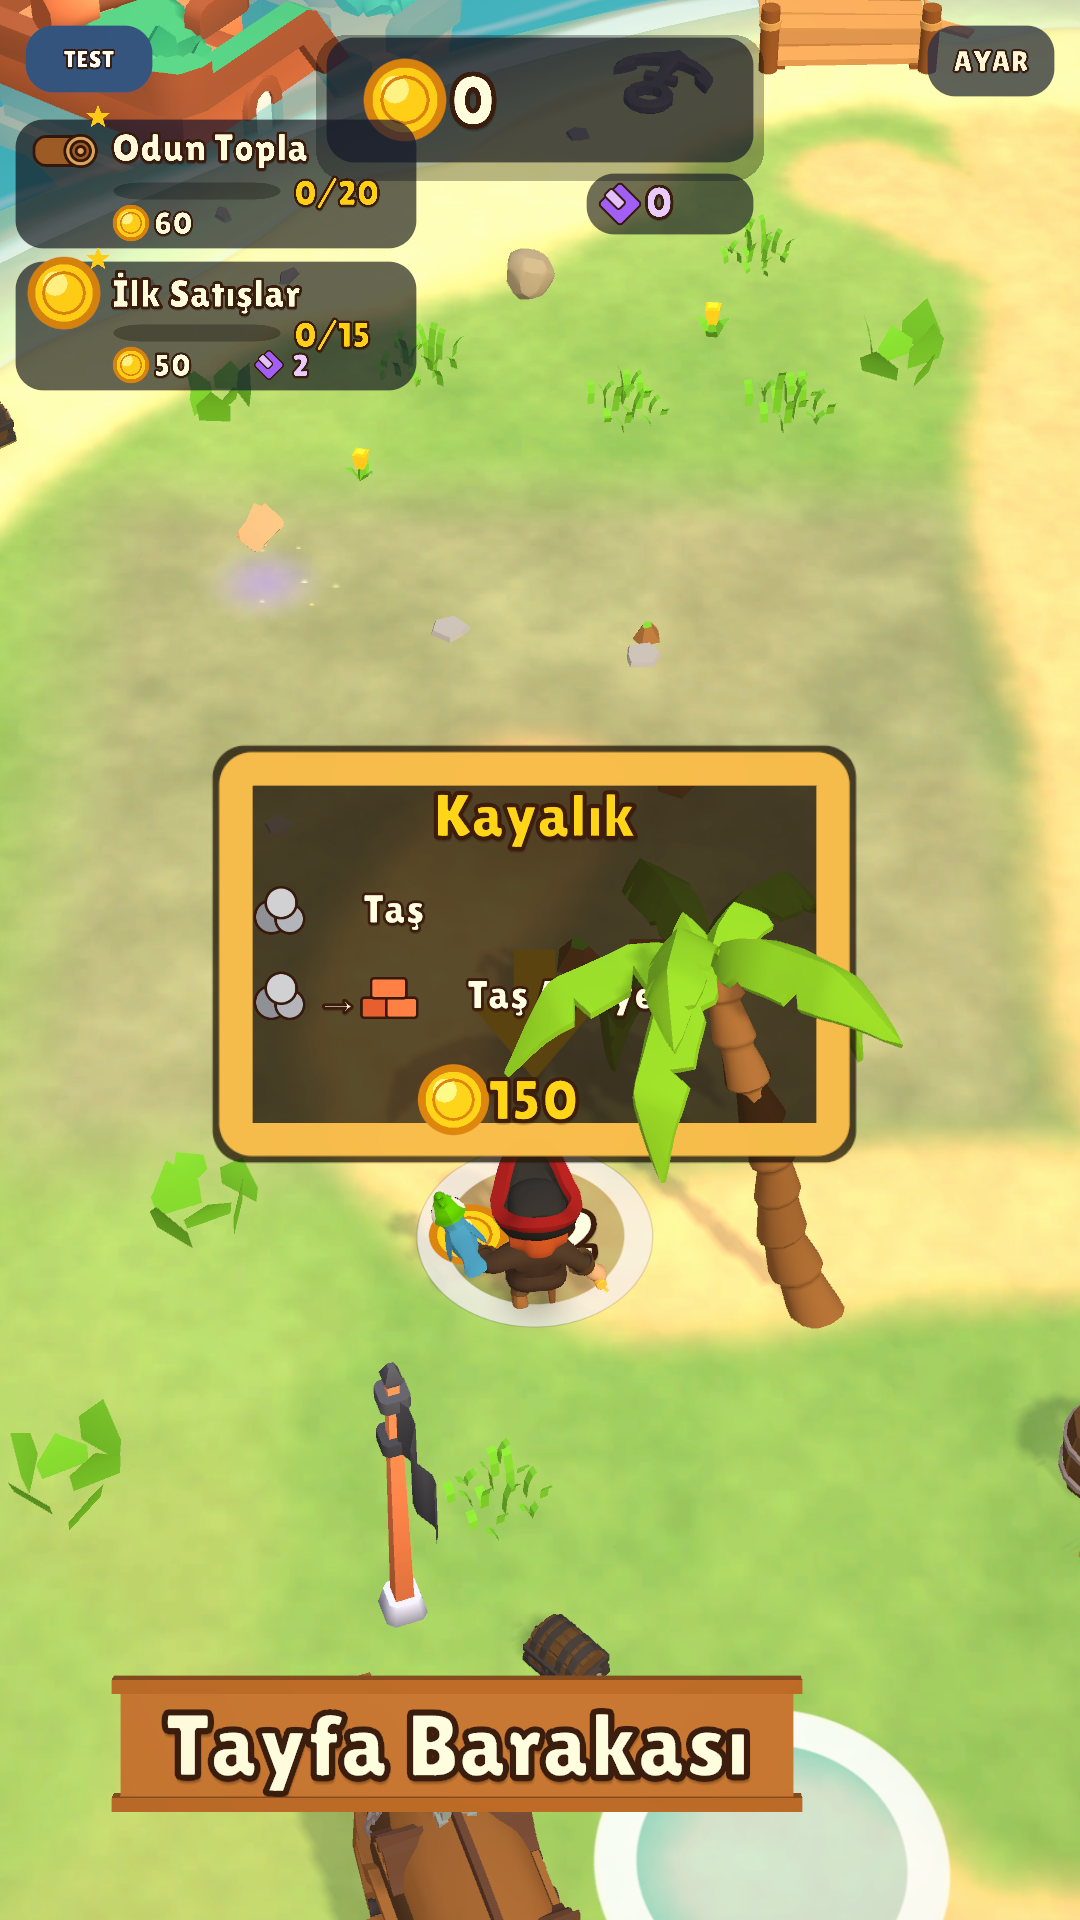 TEST
0
AYAR
Odun Topla
0/20
60
0
İlk Satışlar
0/15
50
2
Kayalık
Taş
→
Taş
150
Tayfa Barakası